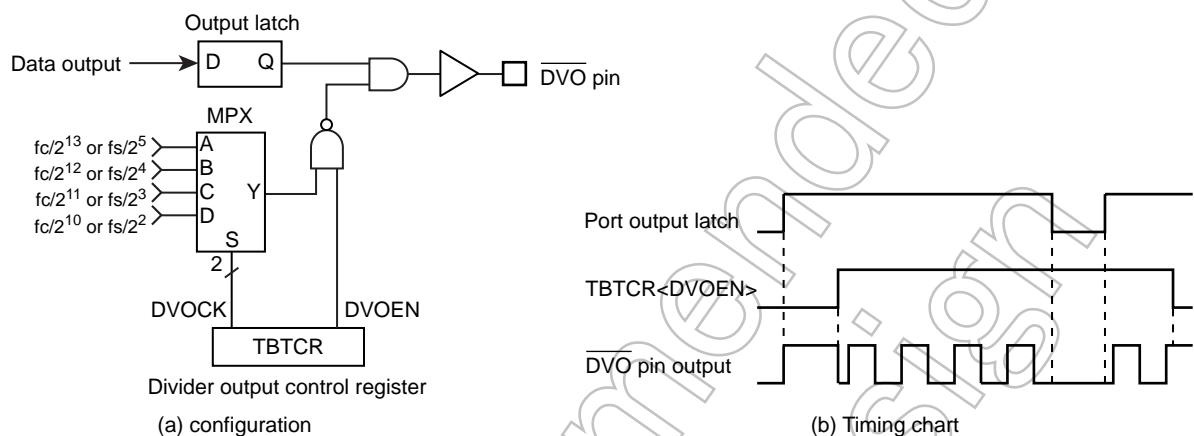 Output latch
Data output
D Q
DVO pin
MPX
fc/2^13 or fs/2^5
fc/2^12 or fs/2^4
fc/2^11 or fs/2^3
fc/2^10 or fs/2^2
A
B
C
D
Y
S
2
DVOCK
DVOEN
TBTCR
Divider output control register
(a) configuration
Port output latch
TBTCR<DVOEN>
DVO pin output
(b) Timing chart